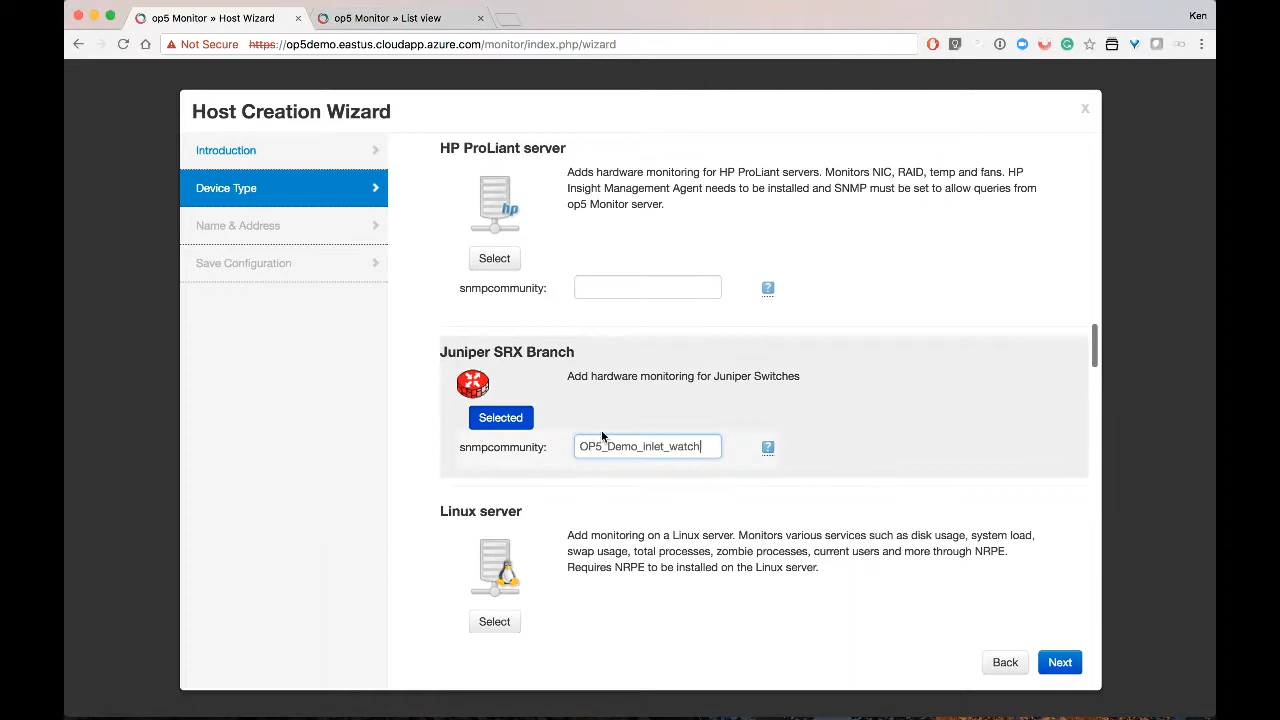 op5 Monitor » Host Wizard
op5 Monitor » List view
Ken
Not Secure
https://op5demo.eastus.cloudapp.azure.com/monitor/index.php/wizard
Host Creation Wizard
x
Introduction
Device Type
Name & Address
Save Configuration
HP ProLiant server
Adds hardware monitoring for HP ProLiant servers. Monitors NIC, RAID, temp and fans. HP
Insight Management Agent needs to be installed and SNMP must be set to allow queries from
op5 Monitor server.
hp
Select
snmpcommunity:
?
Juniper SRX Branch
Add hardware monitoring for Juniper Switches
Selected
snmpcommunity:
OP5_Demo_inlet_watch
?
Linux server
Add monitoring on a Linux server. Monitors various services such as disk usage, system load,
swap usage, total processes, zombie processes, current users and more through NRPE.
Requires NRPE to be installed on the Linux server.
Select
Back
Next